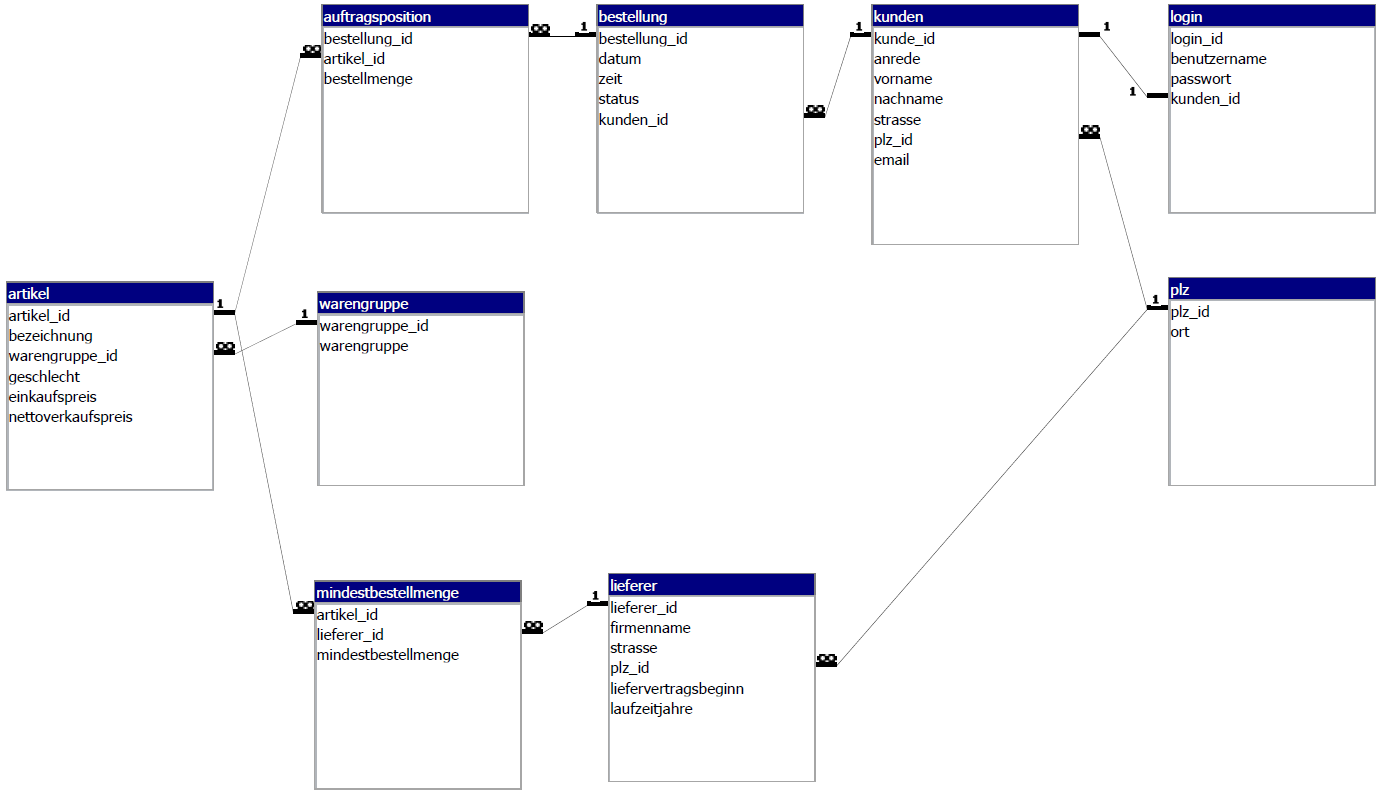 auftragsposition
bestellung_id
artikel_id
bestellmenge
bestellung
bestellung_id
datum
zeit
status
kunden_id
kunden
kunde_id
anrede
vorname
nachname
strasse
plz_id
email
login
login_id
benutzername
passwort
kunden_id
artikel
artikel_id
bezeichnung
warengruppe_id
geschlecht
einkaufspreis
nettoverkaufspreis
warengruppe
warengruppe_id
warengruppe
plz
plz_id
ort
mindestbestellmenge
artikel_id
lieferer_id
mindestbestellmenge
lieferer
lieferer_id
firmenname
strasse
plz_id
liefervertragsbeginn
laufzeitjahre
∞
∞
1
∞
1
1
1
∞
1
∞
1
1
∞
∞
1
∞